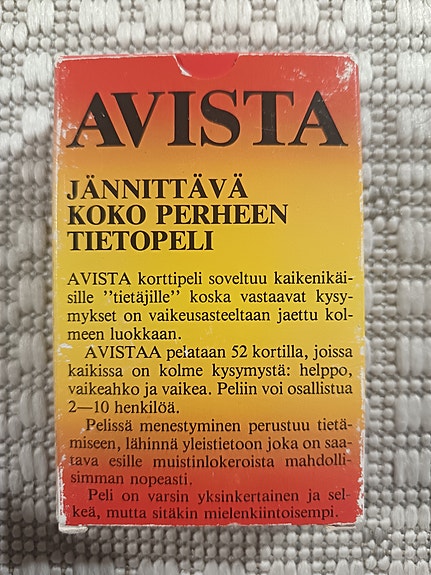 AVISTA
JÄNNITTÄVÄ
KOKO PERHEEN
TIETOPELI
AVISTA korttipeli soveltuu kaikenikäi-
sille "tietäjille" koska vastaavat kysy-
mykset on vaikeusasteeltaan jaettu kol-
meen luokkaan.
AVISTAA pelataan 52 kortilla, joissa
kaikissa on kolme kysymystä: helppo,
vaikeahko ja vaikea. Peliin voi osallistua
2—10 henkilöä.
Pelissä menestyminen perustuu tietä-
miseen, lähinnä yleistietoon joka on saa-
tava esille muistinlokeroista mahdolli-
simman nopeasti.
Peli on varsin yksinkertainen ja sel-
keä, mutta sitäkin mielenkiintoisempi.